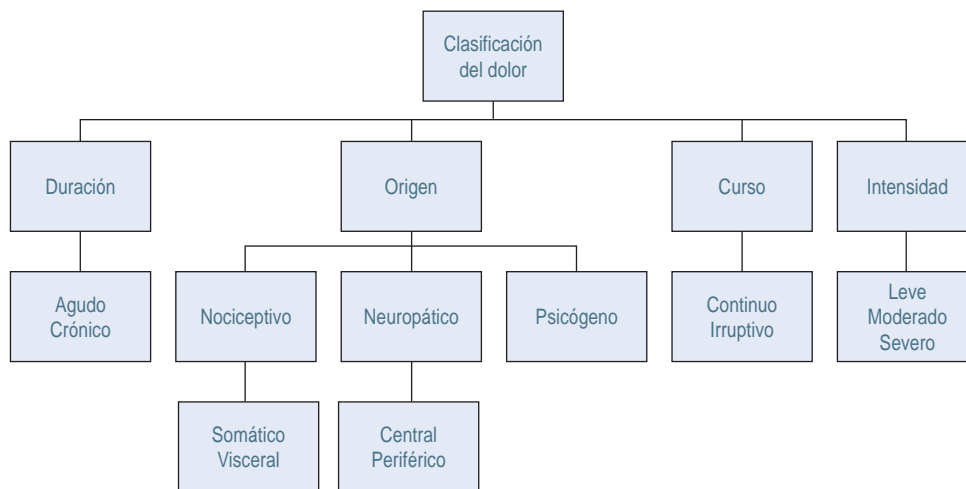 Clasificación
del dolor
Duración
Origen
Curso
Intensidad
Agudo
Crónico
Nociceptivo
Neuropático
Psicógeno
Continuo
Irruptivo
Leve
Moderado
Severo
Somático
Visceral
Central
Periférico